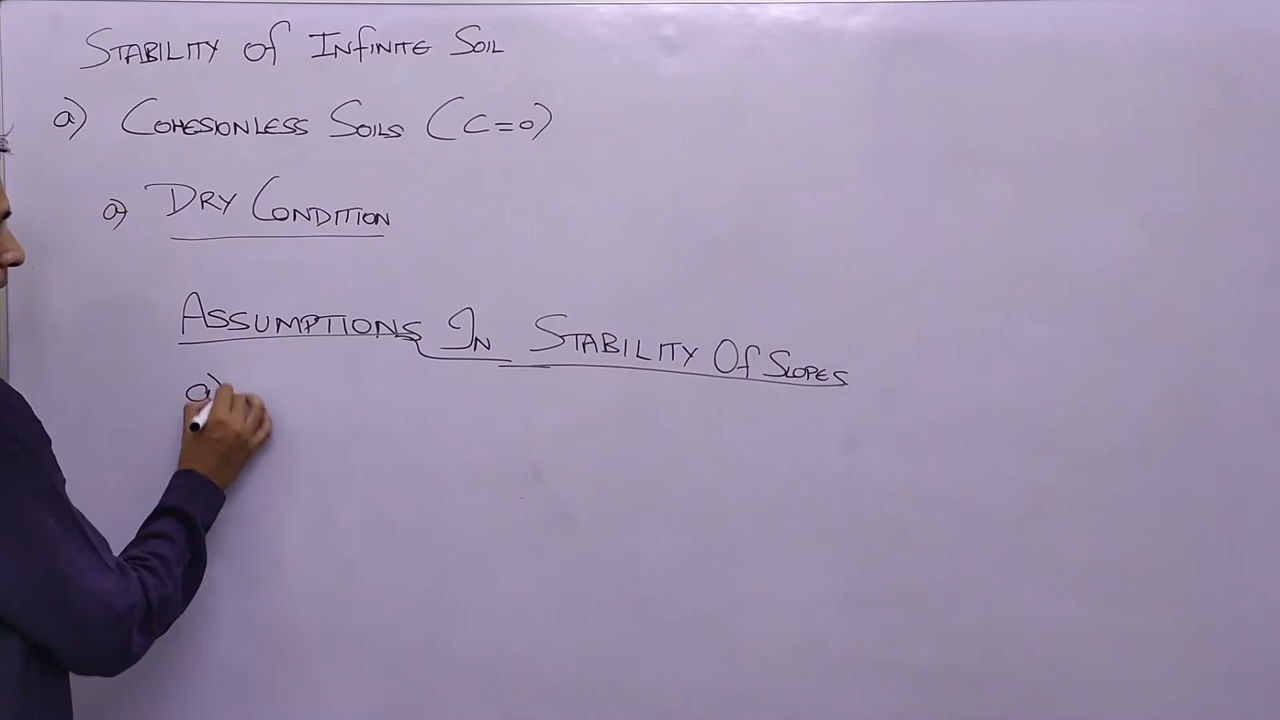 STABILITY Of INFINITE SOIL
a) COHESIONLESS SOILS (C=0)
a) DRY CONDITION
ASSUMPTIONS IN STABILITY Of SLOPES
a)